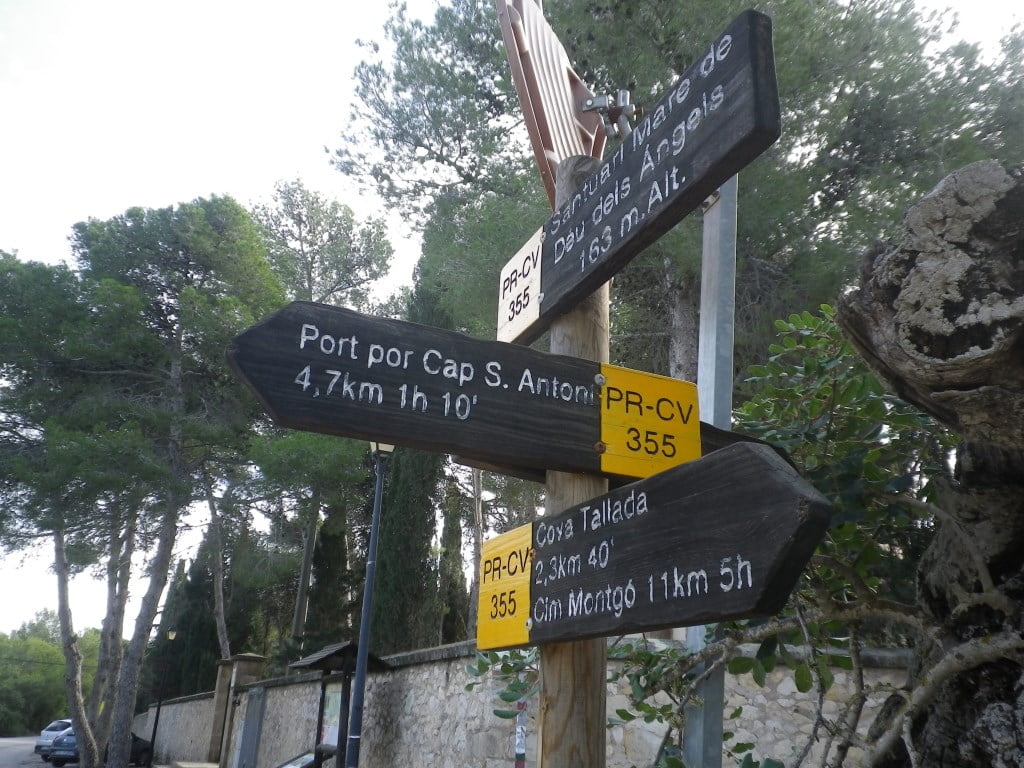 Santuari Mare de
Dau dels Àngels
163 m. Alt.
PR-CV
355
Port por Cap S. Antoni
4,7km 1h 10'
PR-CV
355
PR-CV
355
Cova Tallada
2,3km 40'
Cim Montgó 11km 5h